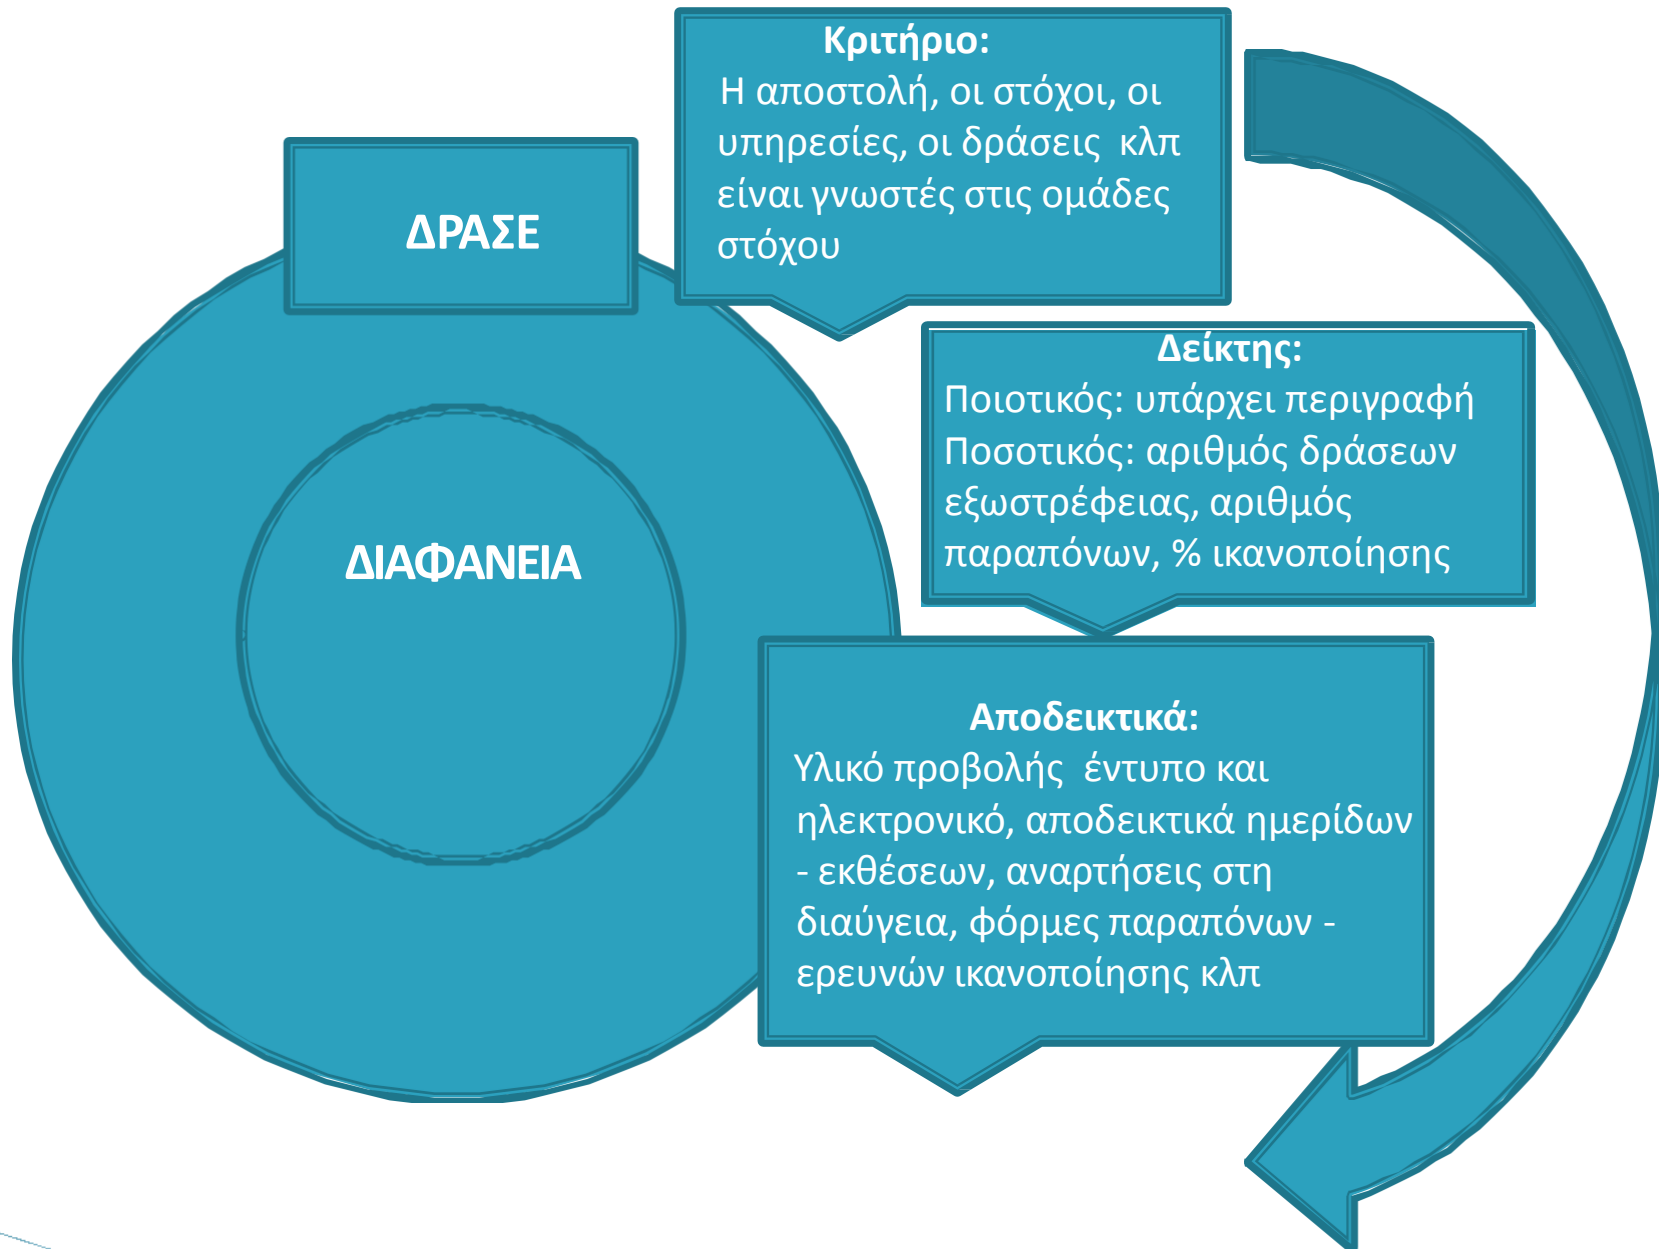 ΔΡΑΣΕ
ΔΙΑΦΑΝΕΙΑ
Κριτήριο:
Η αποστολή, οι στόχοι, οι
υπηρεσίες, οι δράσεις κλπ
είναι γνωστές στις ομάδες
στόχου
Δείκτης:
Ποιοτικός: υπάρχει περιγραφή
Ποσοτικός: αριθμός δράσεων
εξωστρέφειας, αριθμός
παραπόνων, % ικανοποίησης
Αποδεικτικά:
Υλικό προβολής έντυπο και
ηλεκτρονικό, αποδεικτικά ημερίδων
- εκθέσεων, αναρτήσεις στη
διαύγεια, φόρμες παραπόνων -
ερευνών ικανοποίησης κλπ